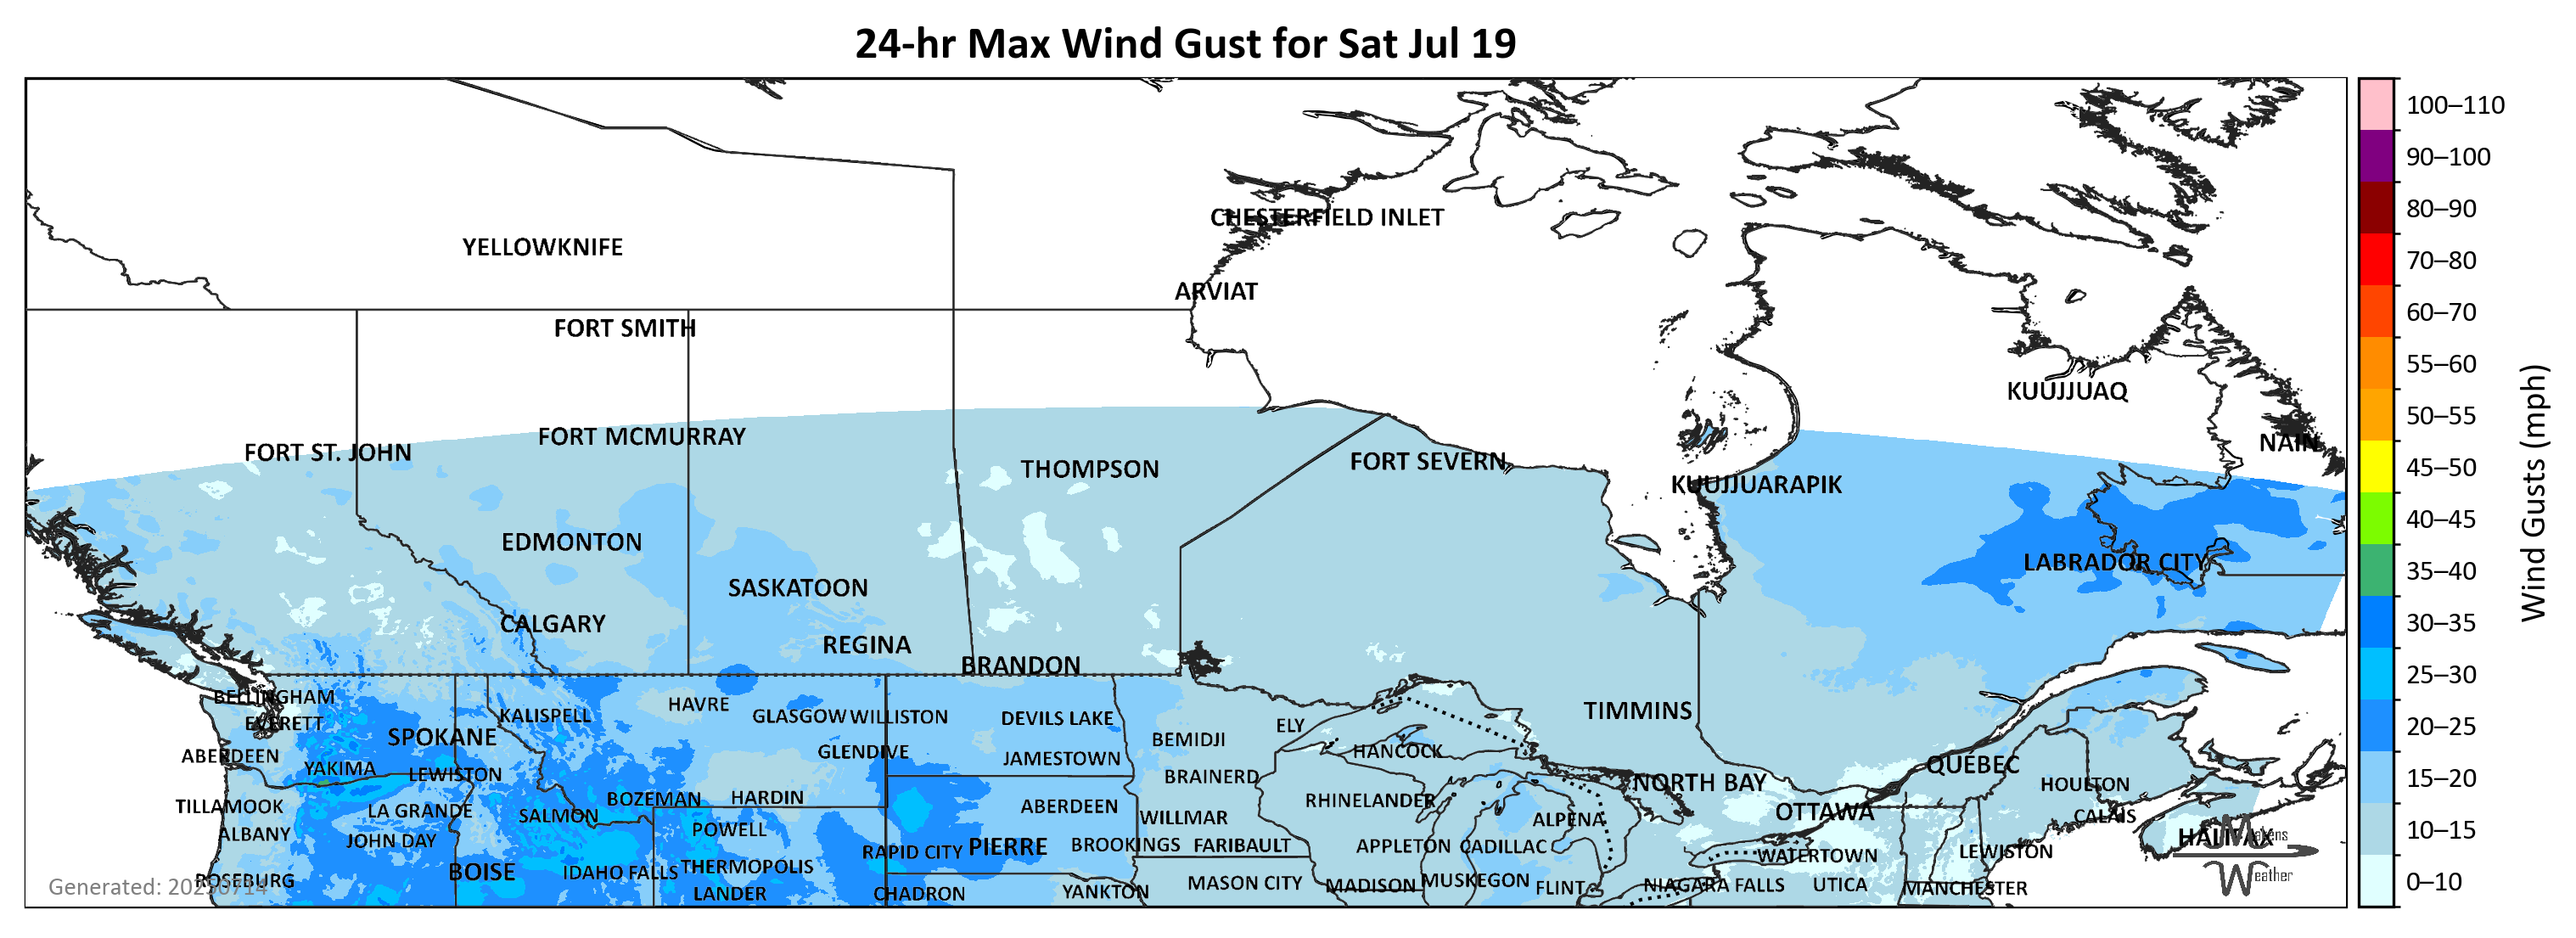 24-hr Max Wind Gust for Sat Jul 19
CHESTERFIELD INLET
YELLOWKNIFE
ARVIAT
FORT SMITH
KUUJJUAQ
FORT MCMURRAY
NAIN
FORT ST. JOHN
FORT SEVERN
THOMPSON
KUUJJUARAPIK
EDMONTON
LABRADOR CITY
SASKATOON
CALGARY
REGINA
BRANDON
BELLINGHAM
HAVRE
TIMMINS
KALISPELL
GLASGOW WILLISTON
DEVILS LAKE
EVERETT
ELY
SPOKANE
BEMIDJI
GLENDIVE
HANCOCK
ABERDEEN
JAMESTOWN
QUÉBEC
YAKIMA
LEWISTON
BRAINERD
NORTH BAY
HOULTON
BOZEMAN
HARDIN
RHINELANDER
TILLAMOOK
LA GRANDE
ABERDEEN
SALMON
WILLMAR
ALPENA
OTTAWA
CALAIS
ALBANY
POWELL
JOHN DAY
HALIFAX
RAPID CITY
PIERRE
BROOKINGS
FARIBAULT
APPLETON
CADILLAC
WATERTOWN
LEWISTON
BOISE
IDAHO FALLS
THERMOPOLIS
ROSEBURG
MASON CITY
MADISON
MUSKEGON
FLINT
NIAGARA FALLS
UTICA
MANCHESTER
LANDER
CHADRON
YANKTON
Makens
Weather
100–110
90–100
80–90
70–80
60–70
55–60
50–55
45–50
40–45
35–40
30–35
25–30
20–25
15–20
10–15
0–10
Wind Gusts (mph)
Generated: